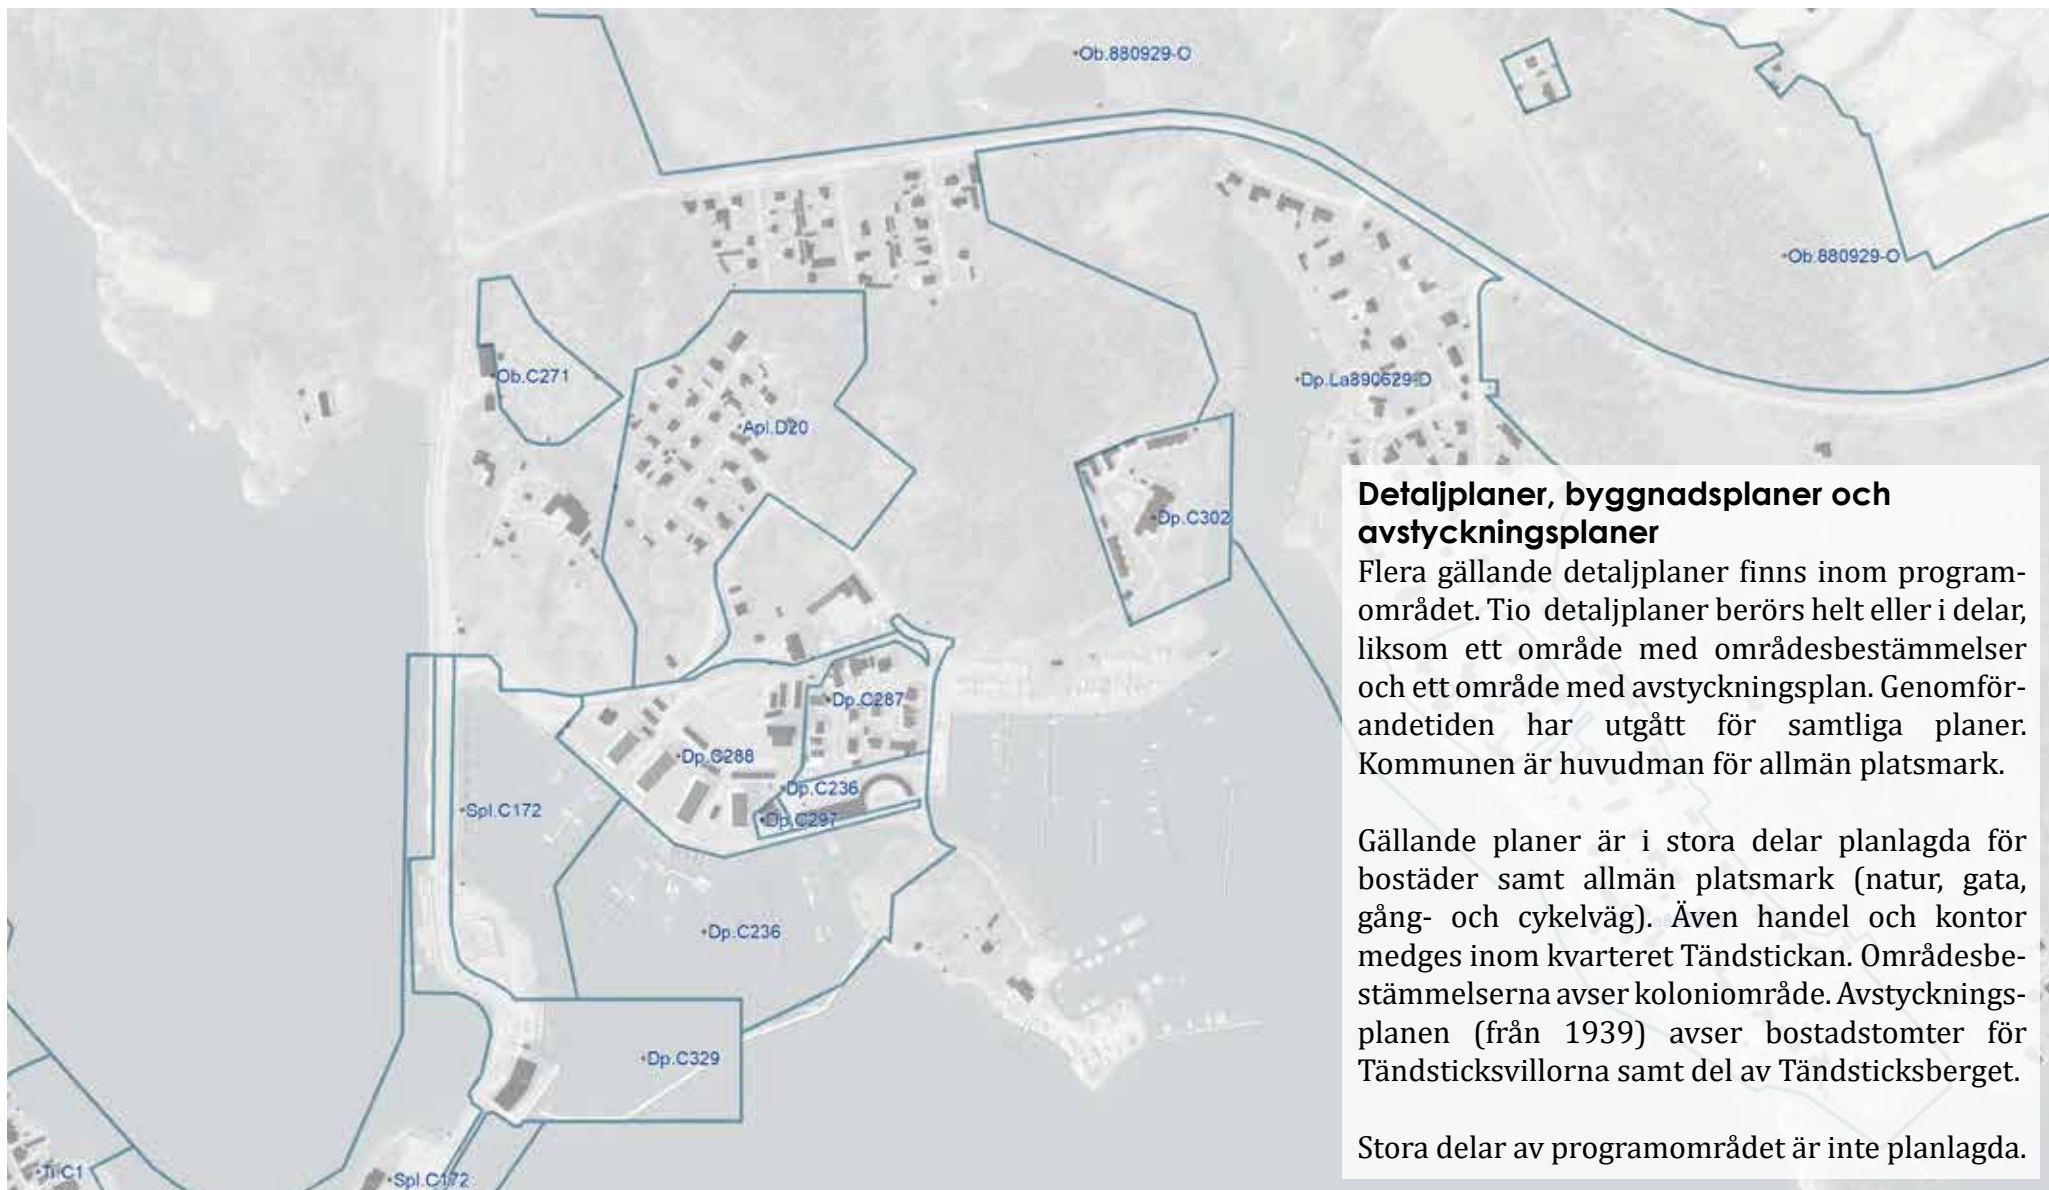 •Ob.880929-O
•Ob.880929-O
•Ob.C271
•Dp.La890629-D
•Apl.D20
•Dp.C302
Detaljplaner, byggnadsplaner och
avstyckningsplaner
Flera gällande detaljplaner finns inom program-
området. Tio detaljplaner berörs helt eller i delar,
liksom ett område med områdesbestämmelser
och ett område med avstyckningsplan. Genomför-
andetiden har utgått för samtliga planer.
Kommunen är huvudman för allmän platsmark.
Gällande planer är i stora delar planlagda för
bostäder samt allmän platsmark (natur, gata,
gång- och cykelväg). Även handel och kontor
medges inom kvarteret Tändstickan. Områdesbe-
stämmelserna avser koloniområde. Avstycknings-
planen (från 1939) avser bostadstomter för
Tändsticksvillorna samt del av Tändsticksberget.
Stora delar av programområdet är inte planlagda.
•Dp.C287
•Dp.C288
•Dp.C236
•Spl.C172
•Dp.C297
•Dp.C236
•Dp.C329
•Spl.C172